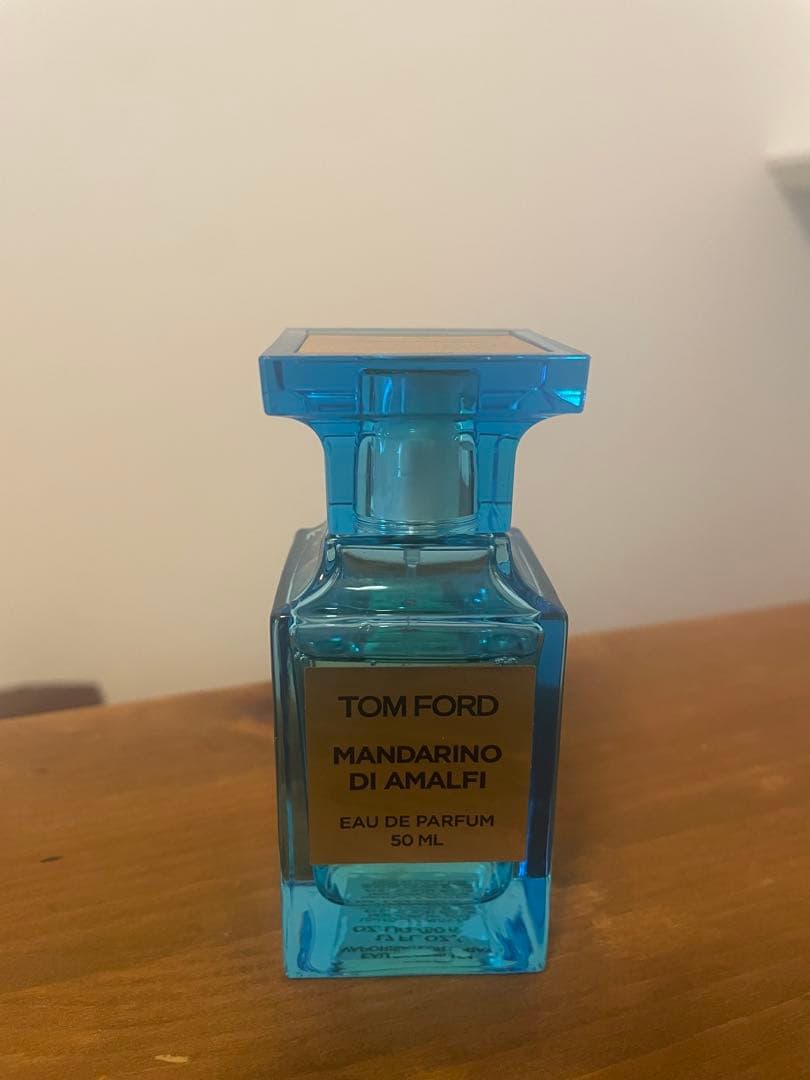 TOM FORD
MANDARINO
DI AMALFI
EAU DE PARFUM
50 ML